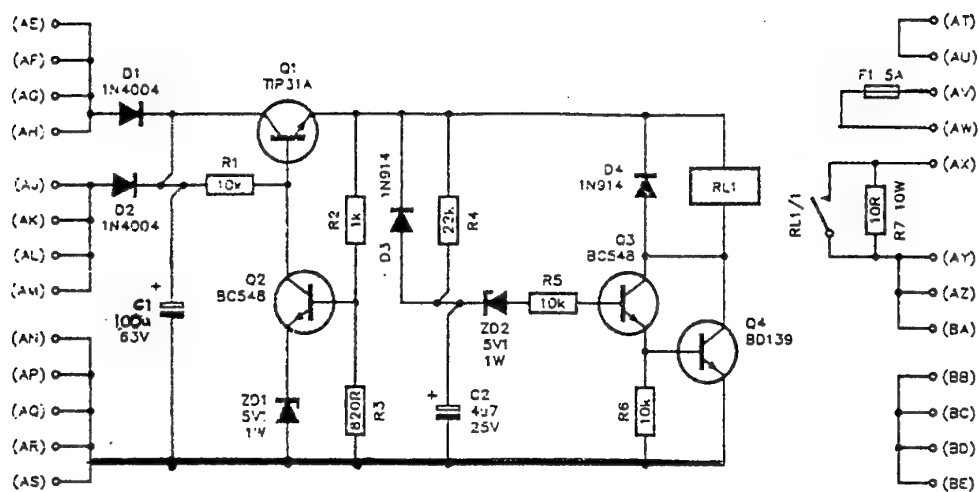 (AE)
(AF)
(AG)
(AH)
(AJ)
(AK)
(AL)
(AM)
(AN)
(AP)
(AQ)
(AR)
(AS)
D1
1N4004
D2
1N4004
C1
100u
63V
Q1
TIP31A
R1
10k
Q2
BC548
ZD1
5V1
1W
R2
1k
R3
820R
1N914
D3
R4
22k
C2
4u7
25V
ZD2
5V1
1W
R5
10k
D4
1N914
Q3
BC548
R6
10k
RL1
Q4
BD139
F1 5A
RL1/1
10R
R7 10W
(AT)
(AU)
(AV)
(AW)
(AX)
(AY)
(AZ)
(BA)
(BB)
(BC)
(BD)
(BE)